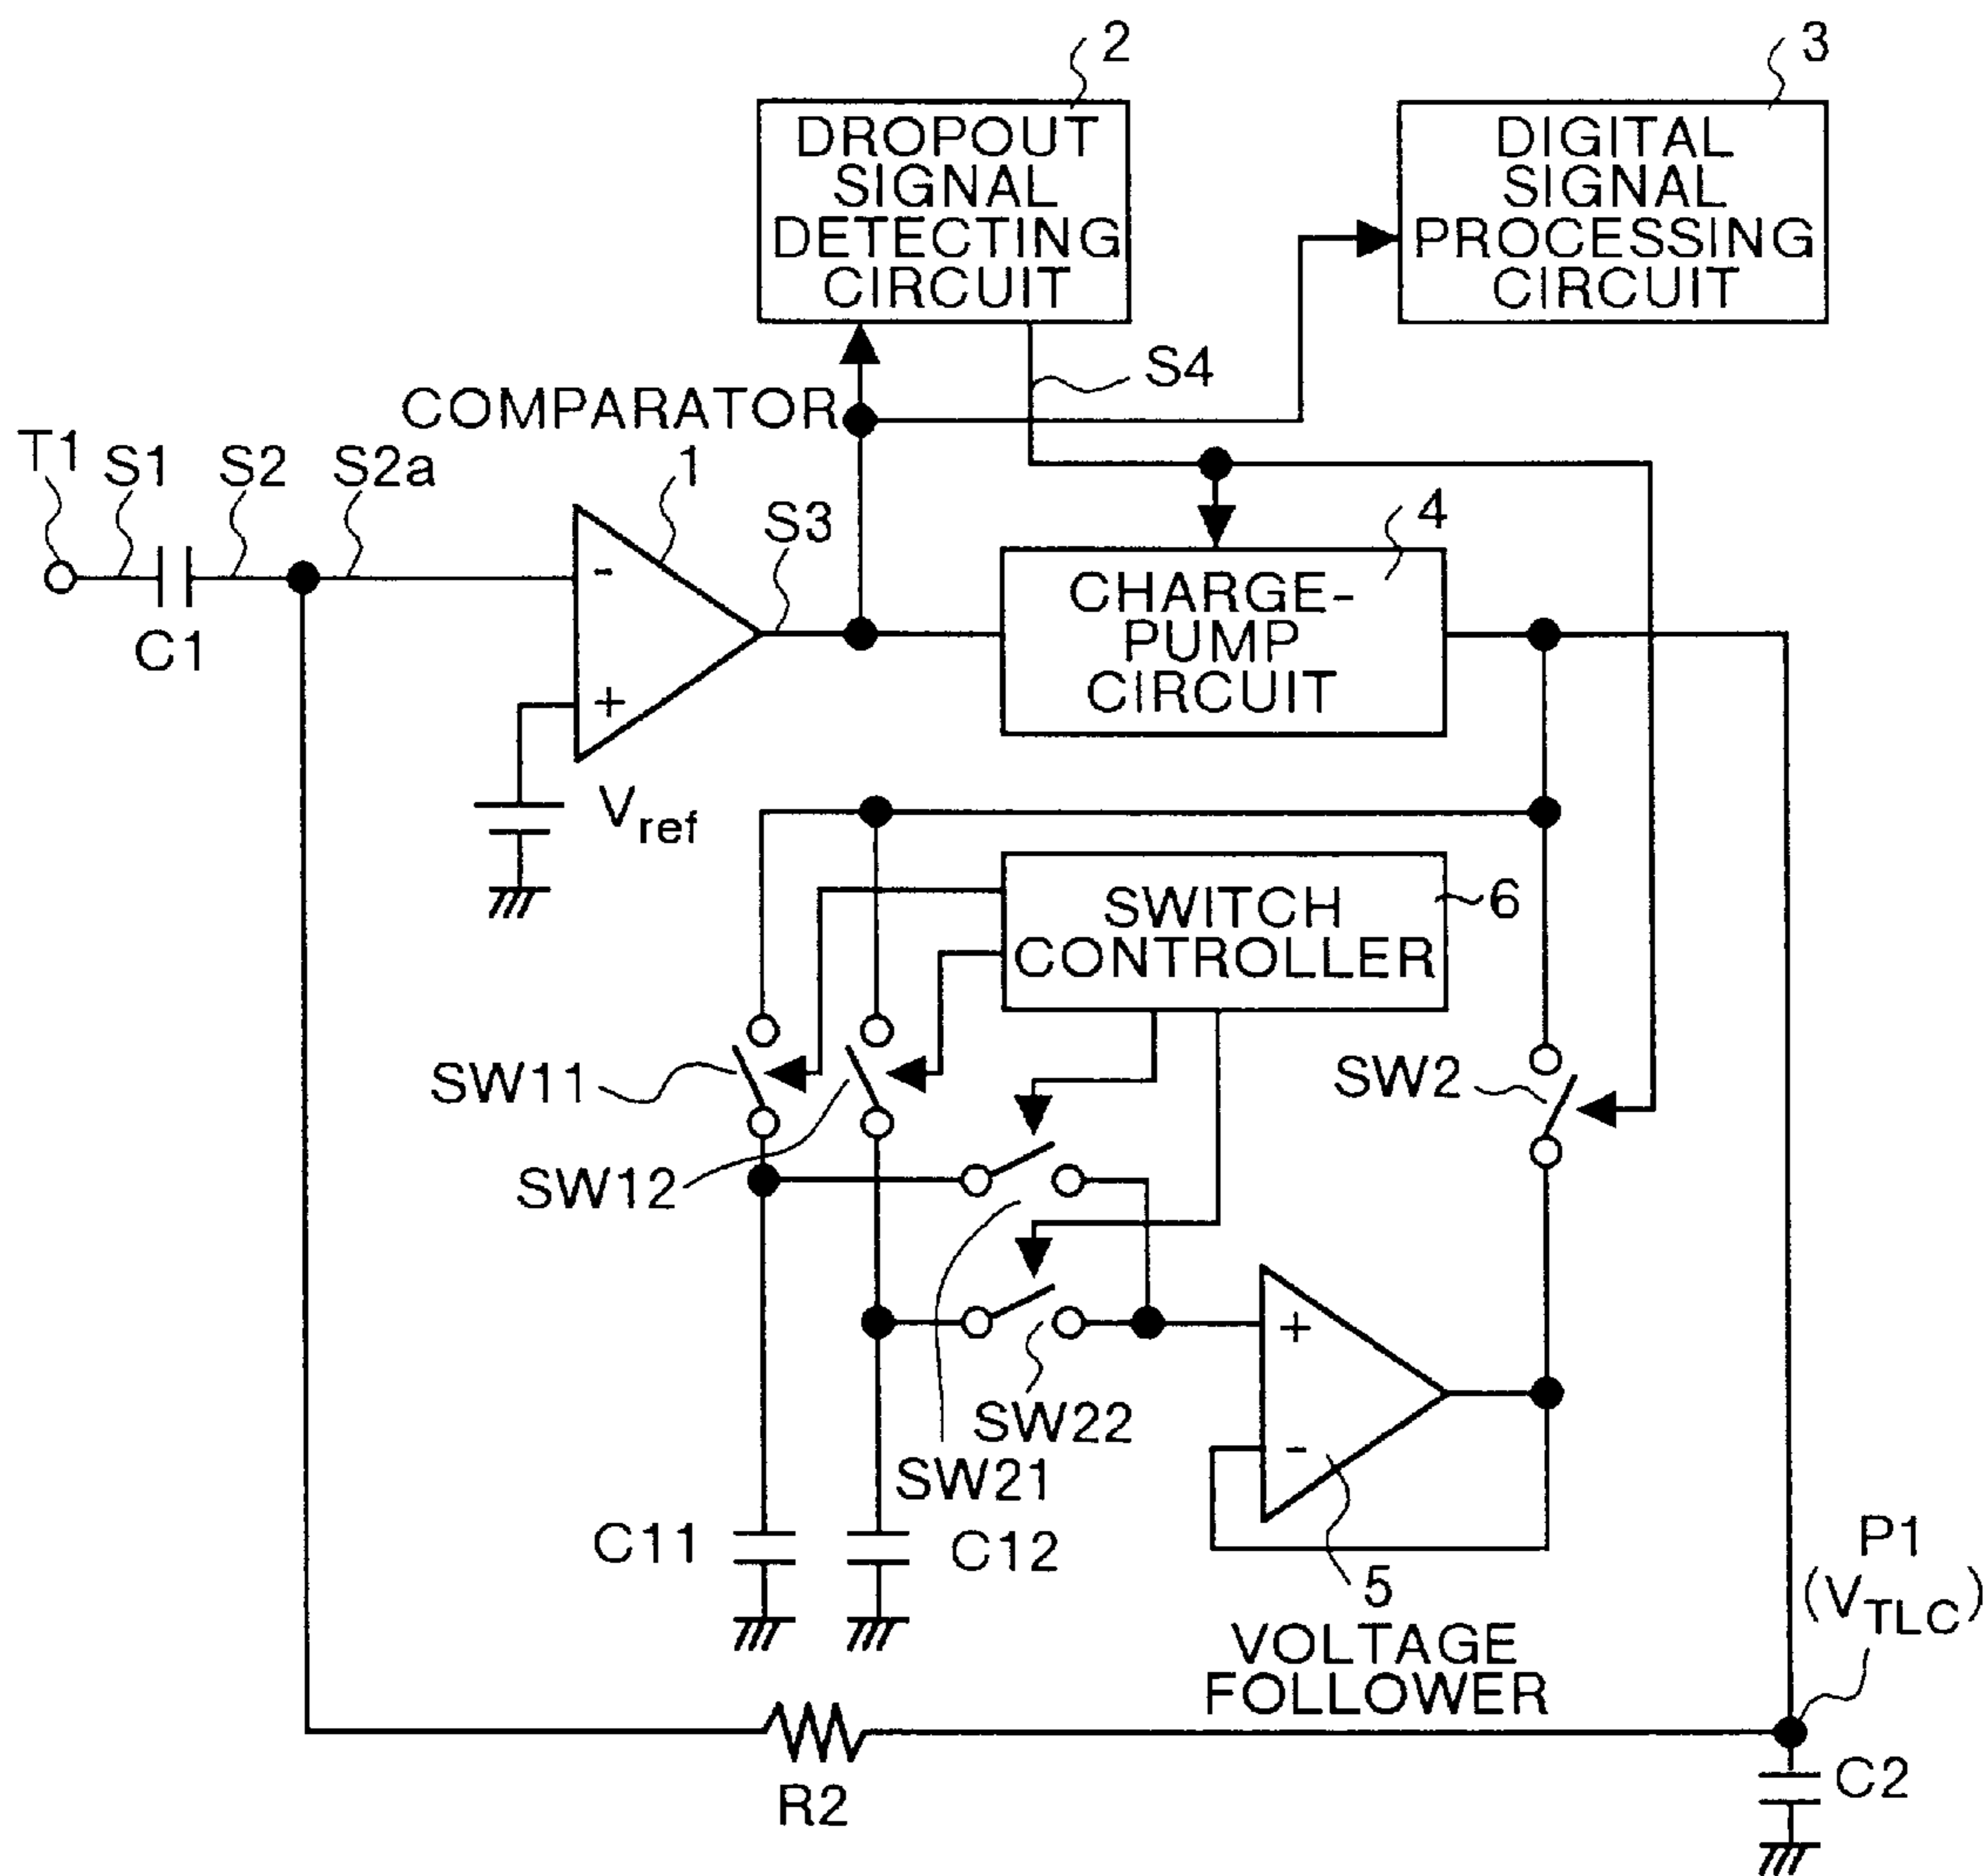 2
3
DROPOUT
SIGNAL
DETECTING
CIRCUIT
DIGITAL
SIGNAL
PROCESSING
CIRCUIT
S4
COMPARATOR
T1
S1
S2
S2a
1
S3
4
-
CHARGE-
PUMP
CIRCUIT
C1
+
Vref
SWITCH
CONTROLLER
6
SW11
SW2
SW12
+
-
SW22
SW21
C11
C12
5
P1
(VTLC)
VOLTAGE
FOLLOWER
R2
C2